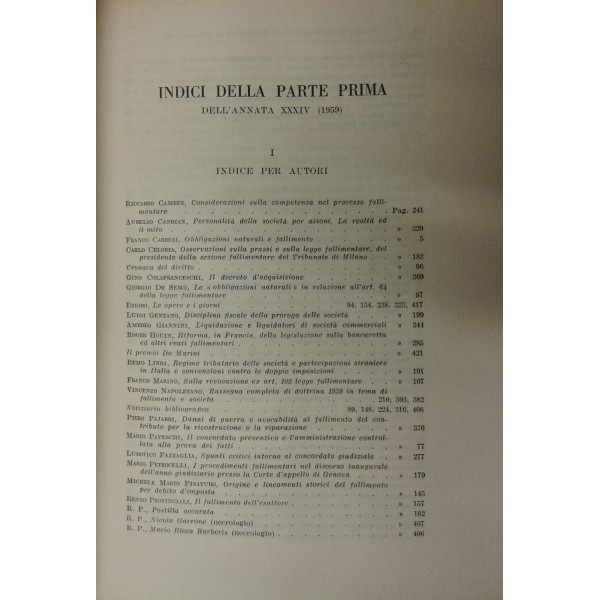 INDICI DELLA PARTE PRIMA
DELL'ANNATA XXXIV (1959)
I
INDICE PER AUTORI
RICCARDO CAMBER, Considerazioni sulla competenza nel processo falli-
mentare . . . . . . . . . . Pag. 241
AURELIO CANDIAN, Personalità della società per azioni. La realtà ed
il mito . . . . . . . . . . » 329
FRANCO CARRESI, Obbligazioni naturali e fallimento . . . . » 5
CARLO CELORIA, Osservazioni sulla prassi e sulla legge fallimentare, del
presidente della sezione fallimentare del Tribunale di Milano . . » 183
Cronaca del diritto . . . . . . . . . . » 96
GINO COLAFRANCESCHI, Il decreto d'acquisizione . . . . . » 369
GIORGIO DE SEMO, Le « obbligazioni naturali » in relazione all'art. 64
della legge fallimentare . . . . . . . . » 97
ESUSSO, Le opere e i giorni . . . . 94, 154, 238, 325, 417
LUIGI GENZANO, Disciplina fiscale della proroga delle società . . . » 199
AMBRO GIANNINI, Liquidazione e liquidatori di società commerciali . » 344
ROGER HOUIN, Riforma, in Francia, della legislazione sulla bancarotta
ed altri reati fallimentari . . . . . . . . » 285
Il premio De Marini . . . . . . . . . . » 421
REMO LINDA, Regime tributario delle società e partecipazioni straniere
in Italia e convenzioni contro le doppie imposizioni . . . . » 191
FRANCO MARINO, Sulla revocazione ex art. 102 legge fallimentare . . » 167
VINCENZO NAPOLETANO, Rassegna completa di dottrina 1959 in tema di
fallimento e società . . . . . . . 250, 303, 382
Notiziario bibliografico . . . . . 89, 148, 224, 316, 408
PIERO PAJARDI, Danni di guerra e avocabilità al fallimento del con-
tributo per la ricostruzione o la riparazione . . . . . » 376
MARIO PAPESCHI, Il concordato preventivo e l'amministrazione control-
lata alla prova dei fatti . . . . . . . . » 77
LUDOVICO PAZZAGLIA, Spunti critici intorno al concordato giudiziale . » 277
MARIO PETROCELLI, I procedimenti fallimentari nel discorso inaugurale
dell'anno giudiziario presso la Corte d'appello di Genova . . » 179
MICHELE MARIO PISATURO, Origine e lineamenti storici del fallimento
per debito d'imposta . . . . . . . . . » 145
RENZO PROVINCIALI, Il fallimento dell'esattore . . . . . » 157
R. P., Postilla accorata . . . . . . . . . » 182
R. P., Nicola Garrone (necrologio) . . . . . . . » 407
R. P., Mario Ricca Barberis (necrologio) . . . . . . » 406